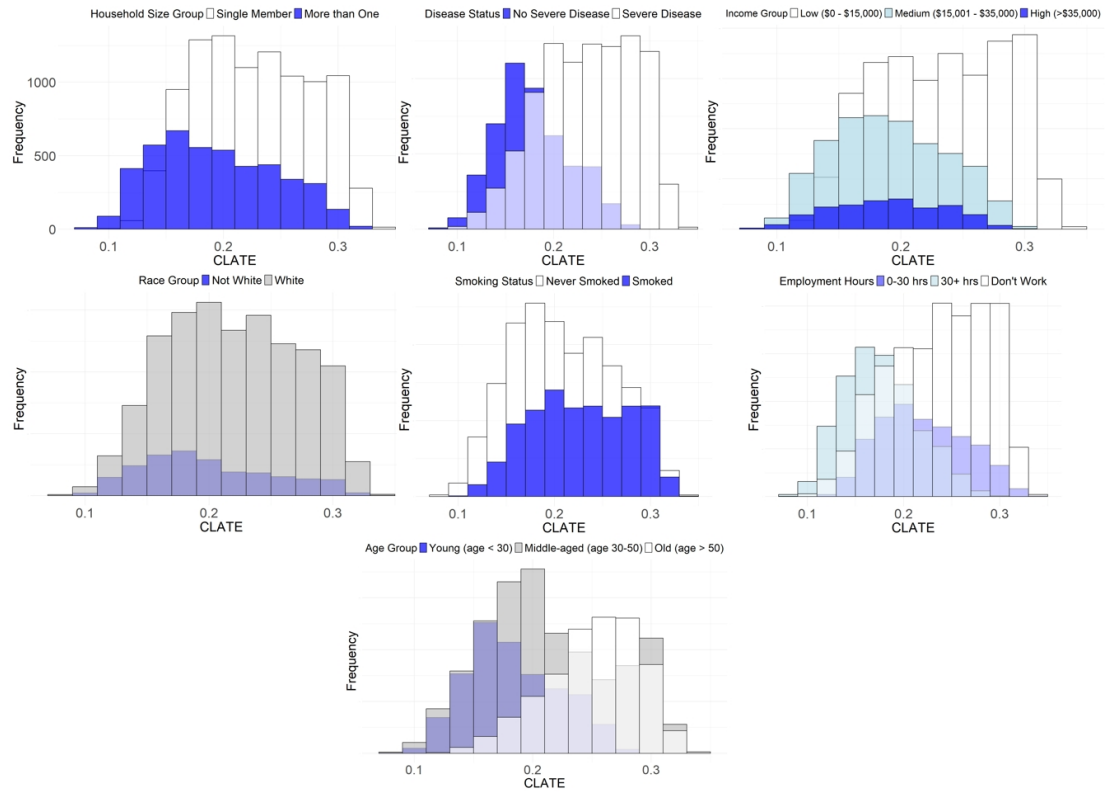 Household Size Group Single Member More than One
Frequency
1000
500
0
0.1 0.2 0.3
CLATE
Disease Status No Severe Disease Severe Disease
Frequency
0.1 0.2 0.3
CLATE
Income Group Low ($0 - $15,000) Medium ($15,001 - $35,000) High (>$35,000)
Frequency
0.1 0.2 0.3
CLATE
Race Group Not White White
Frequency
0.1 0.2 0.3
CLATE
Smoking Status Never Smoked Smoked
Frequency
0.1 0.2 0.3
CLATE
Employment Hours 0-30 hrs 30+ hrs Don't Work
Frequency
0.1 0.2 0.3
CLATE
Age Group Young (age < 30) Middle-aged (age 30-50) Old (age > 50)
Frequency
0.1 0.2 0.3
CLATE